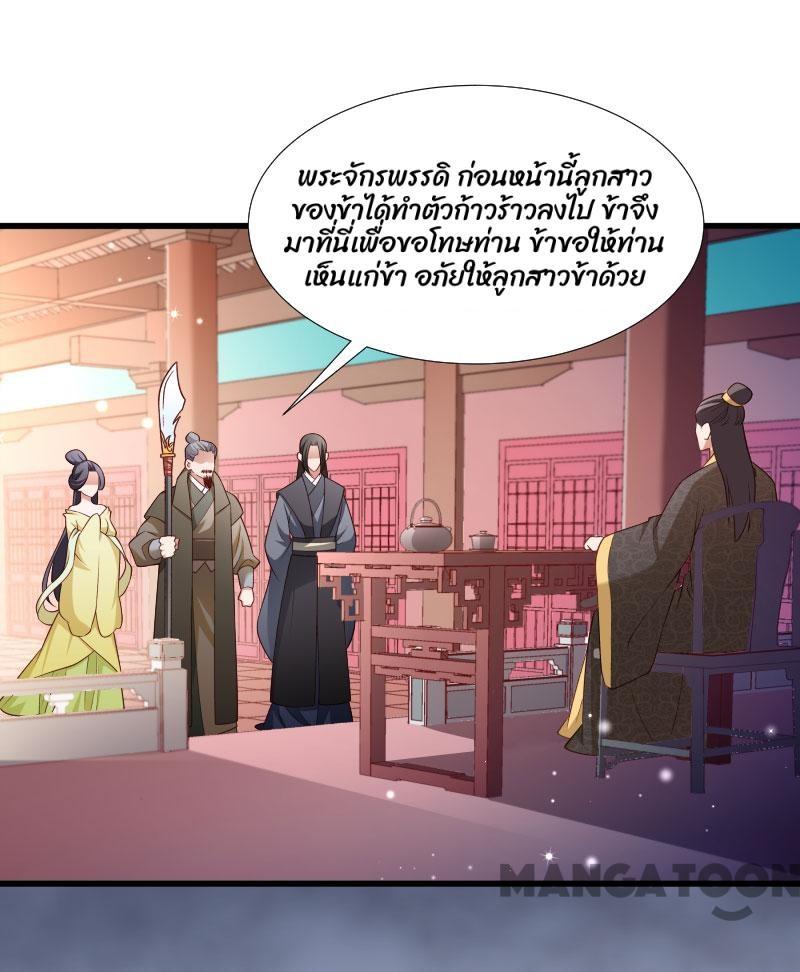 พระจักรพรรดิ ก่อนหน้านี้ลูกสาว
ของข้าได้ทำตัวก้าวร้าวลงไป ข้าจึง
มาที่นี่เพื่อขอโทษท่าน ข้าขอให้ท่าน
เห็นแก่ข้า อภัยให้ลูกสาวข้าด้วย
MANGATOON